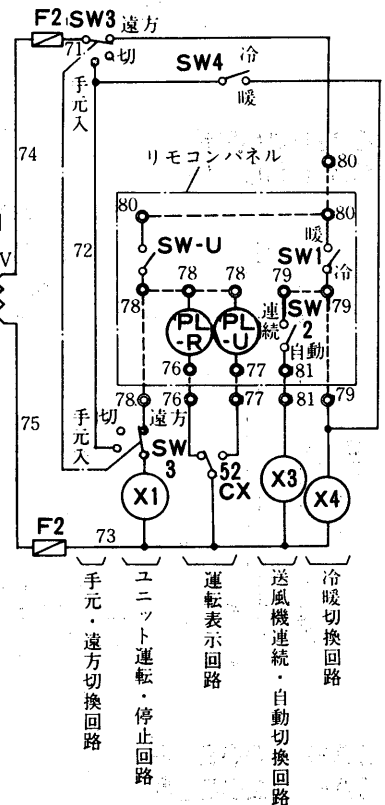 F2 SW3 遠方
71
切
手元入
SW4 冷
暖
74
リモコンパネル
80
80
80
72
SW-U
暖
SW1
冷
V
78
78
78
79
79
連続
SW
2
自動
PL
-R
PL
-U
76
77
81
78
76
77
81
79
75
切
遠方
手元入
SW
3
52
CX
X1
X3
X4
F2
73
手元・遠方切換回路
ユニット運転・停止回路
運転表示回路
送風機連続・自動切換回路
冷暖切換回路